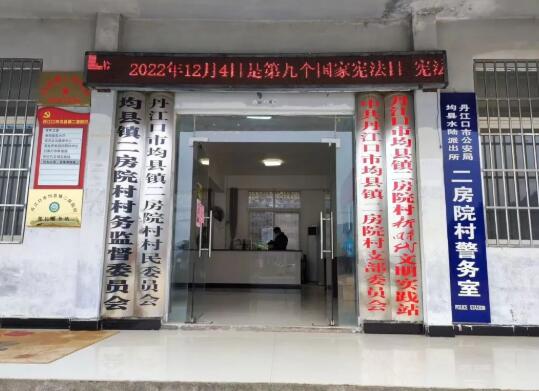 2022年12月4日是第九个国家宪法日 宪法
均县镇二房院村村务监督委员会
丹江口市均县镇二房院村村民委员会
中共丹江口市均县镇二房院村支部委员会
丹江口市均县镇二房院村新时代文明实践站
丹江口市公安局
均县水陆派出所
二房院村警务室
POLICE STATION